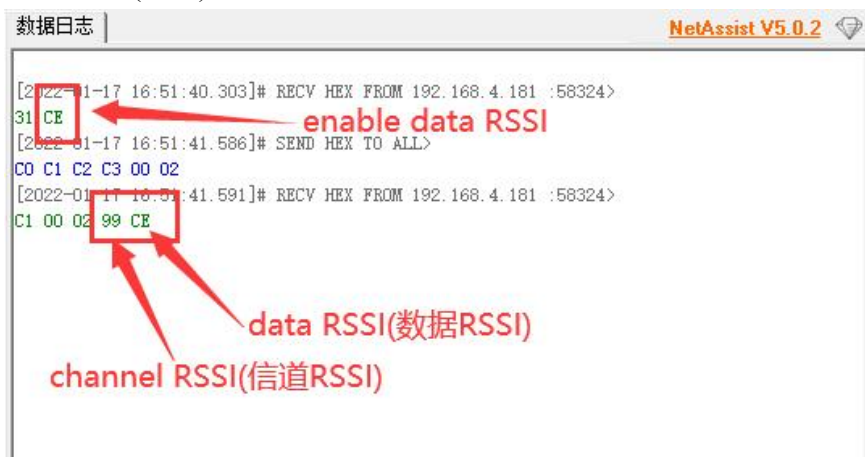 数据日志 NetAssist V5.0.2
[2022-01-17 16:51:40.303]# RECV HEX FROM 192.168.4.181 :58324>
31 CE
enable data RSSI
[2022-01-17 16:51:41.586]# SEND HEX TO ALL>
C0 C1 C2 C3 00 02
[2022-01-17 16:51:41.591]# RECV HEX FROM 192.168.4.181 :58324>
C1 00 02 99 CE
data RSSI(数据RSSI)
channel RSSI(信道RSSI)